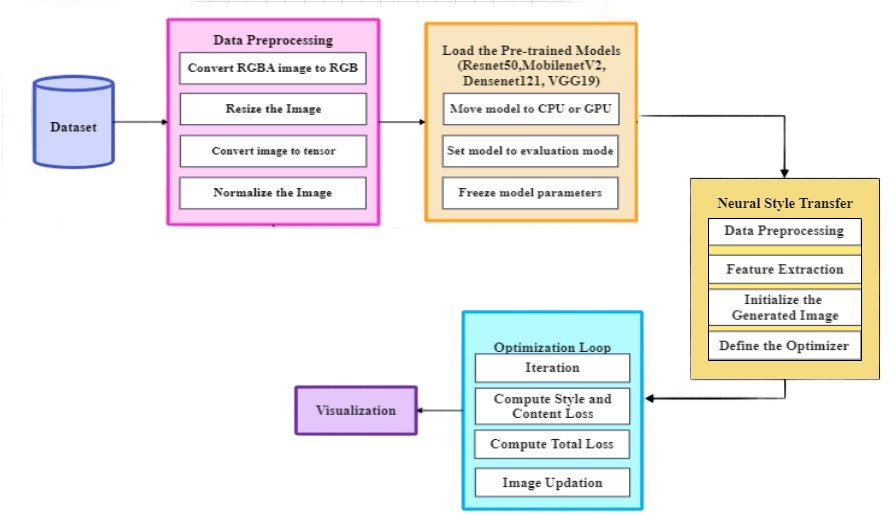 Dataset
Data Preprocessing
Convert RGBA image to RGB
Resize the Image
Convert image to tensor
Normalize the Image
Load the Pre-trained Models
(Resnet50,MobilenetV2,
Densenet121, VGG19)
Move model to CPU or GPU
Set model to evaluation mode
Freeze model parameters
Neural Style Transfer
Data Preprocessing
Feature Extraction
Initialize the
Generated Image
Define the Optimizer
Optimization Loop
Iteration
Compute Style and
Content Loss
Compute Total Loss
Image Updation
Visualization